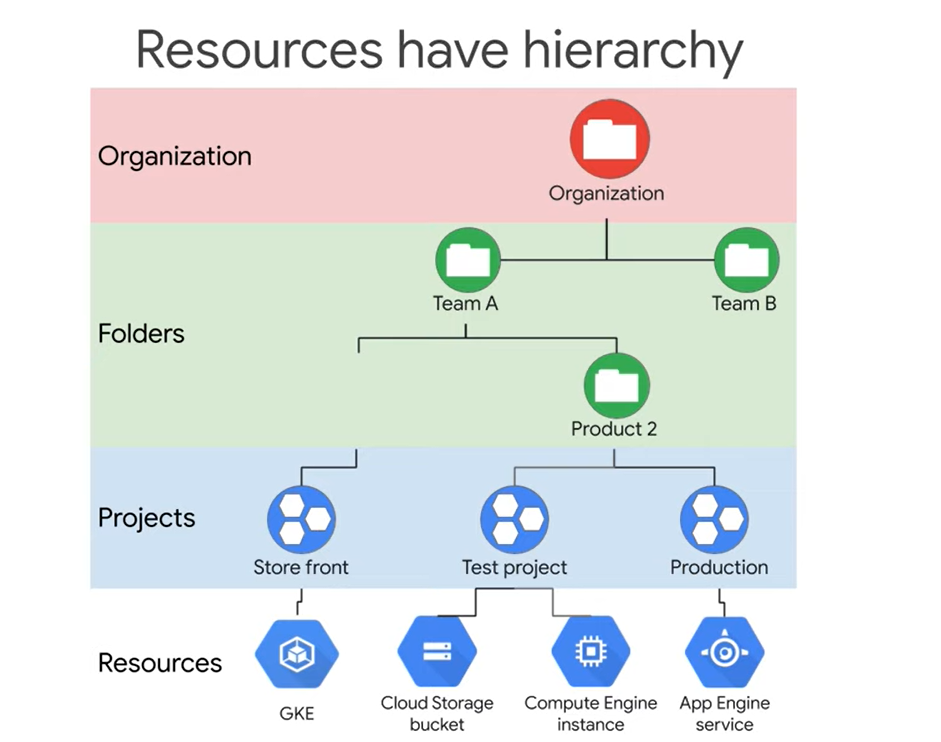 Resources have hierarchy
Organization
Organization
Team A
Team B
Folders
Product 2
Projects
Store front
Test project
Production
Resources
GKE
Cloud Storage
bucket
Compute Engine
instance
App Engine
service